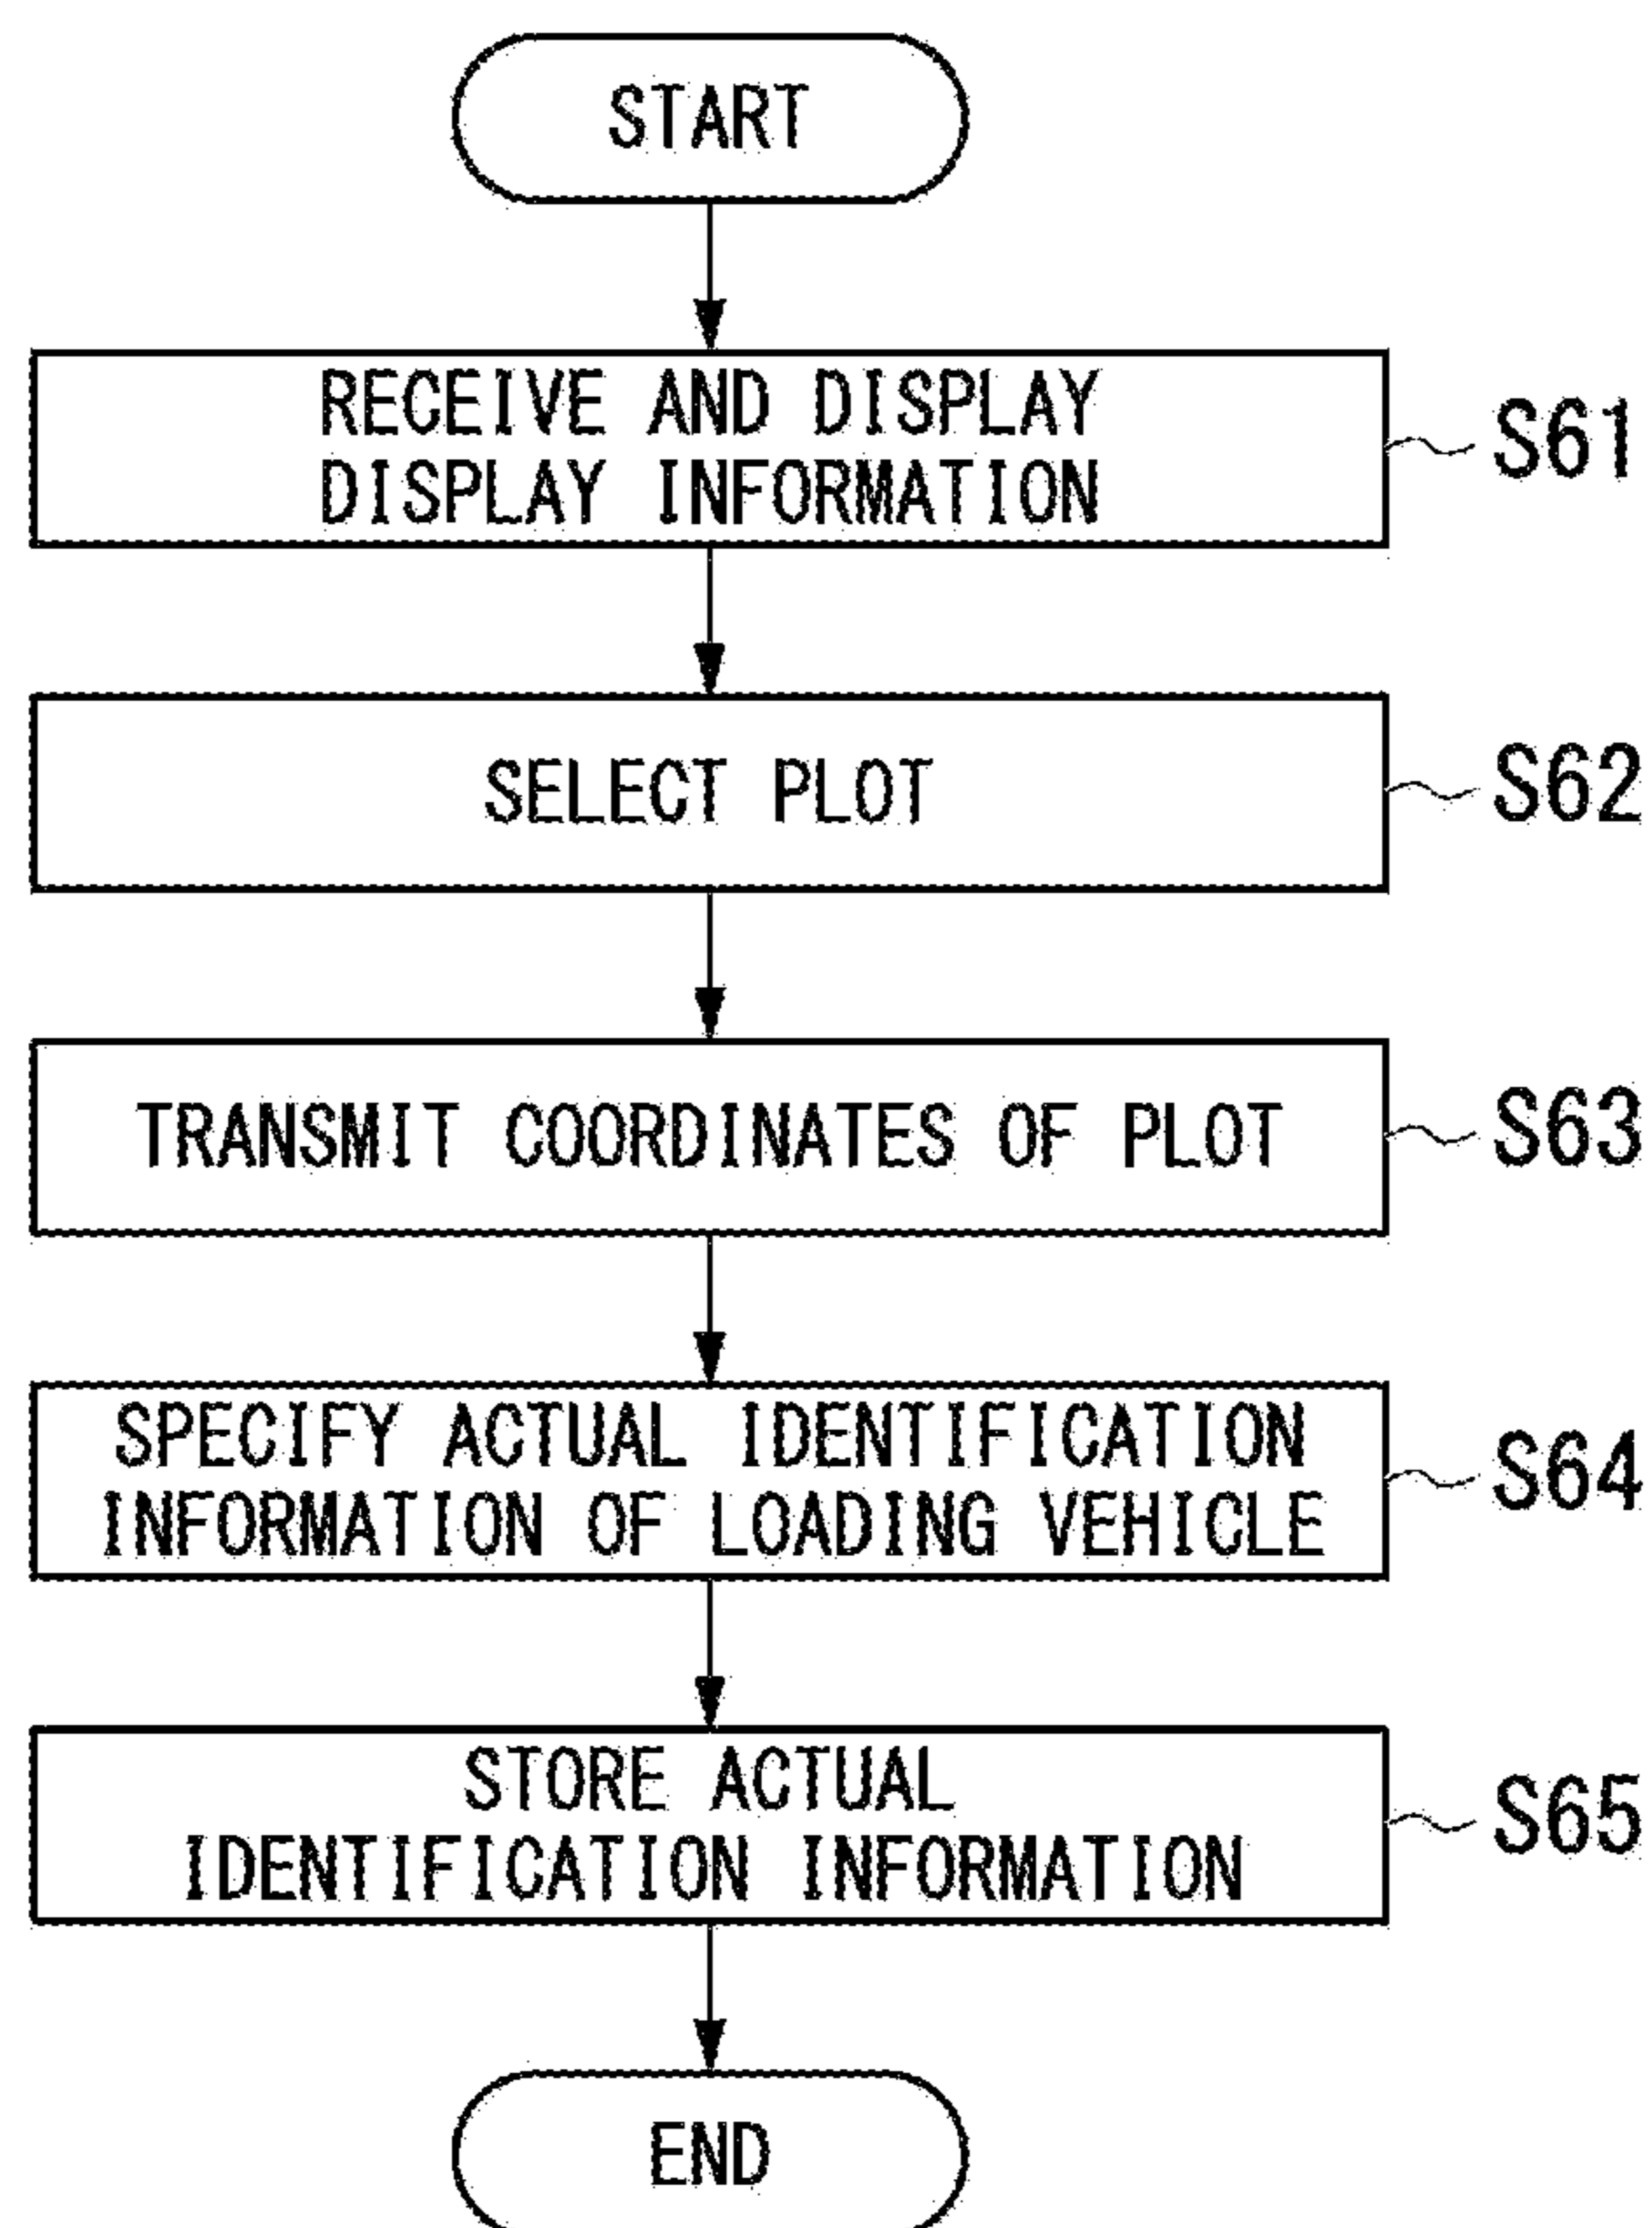 START
RECEIVE AND DISPLAY
DISPLAY INFORMATION
S61
SELECT PLOT
S62
TRANSMIT COORDINATES OF PLOT
S63
SPECIFY ACTUAL IDENTIFICATION
INFORMATION OF LOADING VEHICLE
S64
STORE ACTUAL
IDENTIFICATION INFORMATION
S65
END